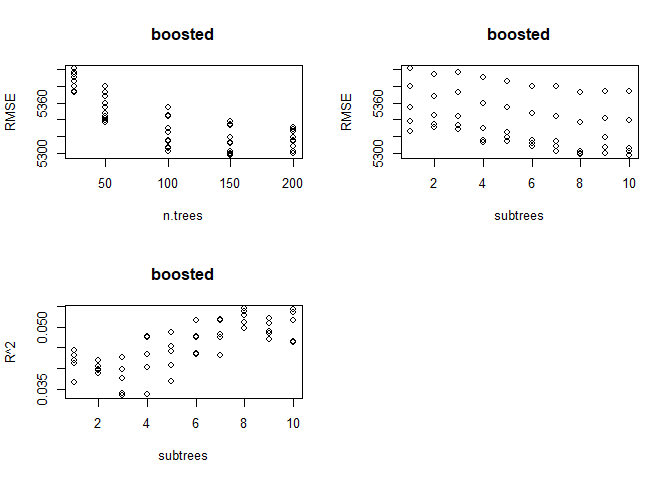 boosted
RMSE
5300 5360
50 100 150 200
n.trees
boosted
RMSE
5300 5360
2 4 6 8 10
subtrees
boosted
R^2
0.035 0.050
2 4 6 8 10
subtrees